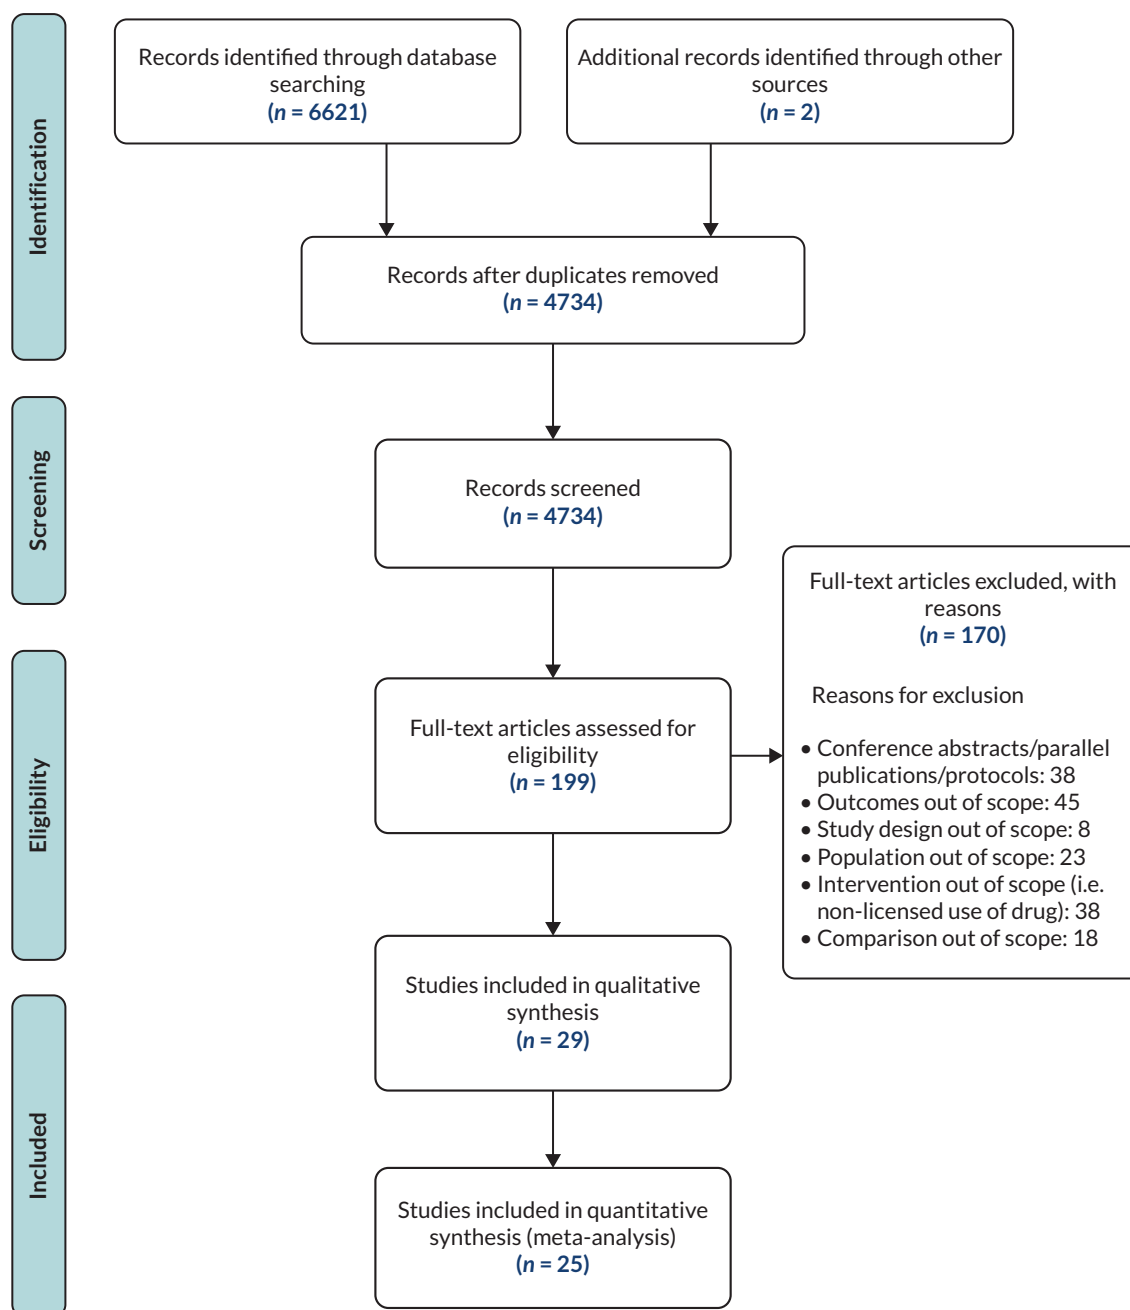 Identification
Records identified through database
searching
(n = 6621)
Additional records identified through other
sources
(n = 2)
Records after duplicates removed
(n = 4734)
Screening
Records screened
(n = 4734)
Eligibility
Full-text articles assessed for
eligibility
(n = 199)
Full-text articles excluded, with
reasons
(n = 170)
Reasons for exclusion
• Conference abstracts/parallel
publications/protocols: 38
• Outcomes out of scope: 45
• Study design out of scope: 8
• Population out of scope: 23
• Intervention out of scope (i.e.
non-licensed use of drug): 38
• Comparison out of scope: 18
Included
Studies included in qualitative
synthesis
(n = 29)
Studies included in quantitative
synthesis (meta-analysis)
(n = 25)